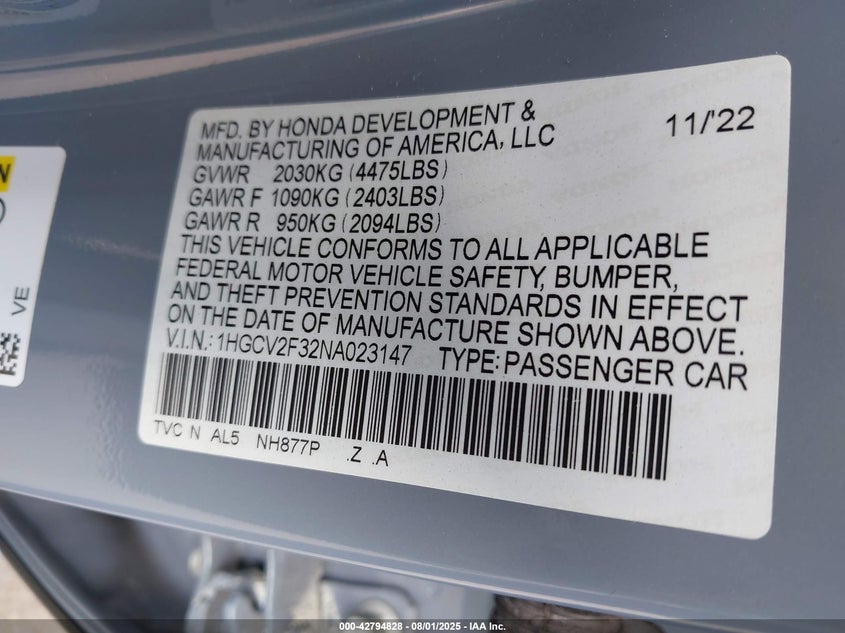 MFD. BY HONDA DEVELOPMENT &
MANUFACTURING OF AMERICA, LLC
11/'22
GVWR 2030KG (4475LBS)
GAWR F 1090KG (2403LBS)
GAWR R 950KG (2094LBS)
THIS VEHICLE CONFORMS TO ALL APPLICABLE
FEDERAL MOTOR VEHICLE SAFETY, BUMPER,
AND THEFT PREVENTION STANDARDS IN EFFECT
ON THE DATE OF MANUFACTURE SHOWN ABOVE.
V.I.N.: 1HGCV2F32NA023147 TYPE: PASSENGER CAR
TVC N AL5 NH877P .Z .A
VE
000-42794828 - 08/01/2025 - IAA Inc.